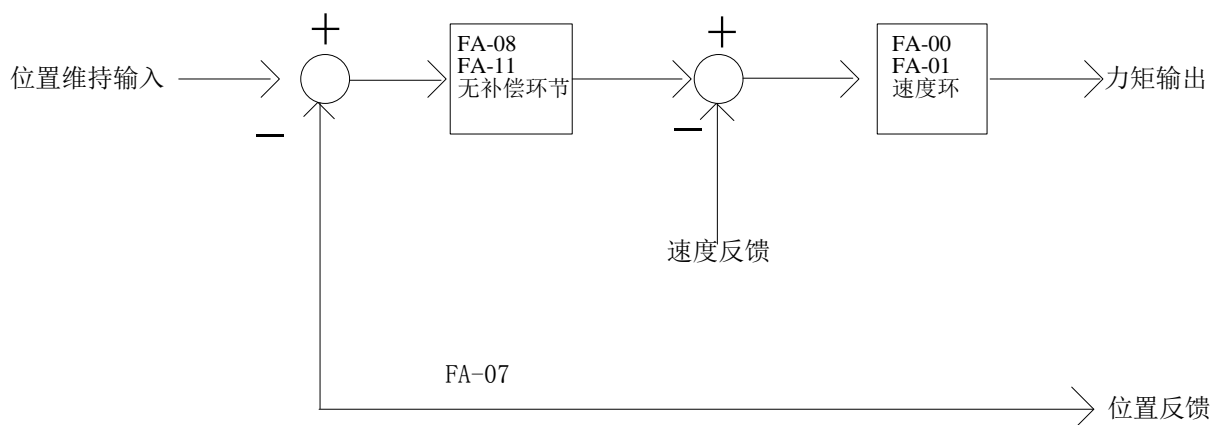 +
+
FA-08
FA-11
无补偿环节
FA-00
FA-01
速度环
位置维持输入
力矩输出
—
—
速度反馈
FA-07
位置反馈